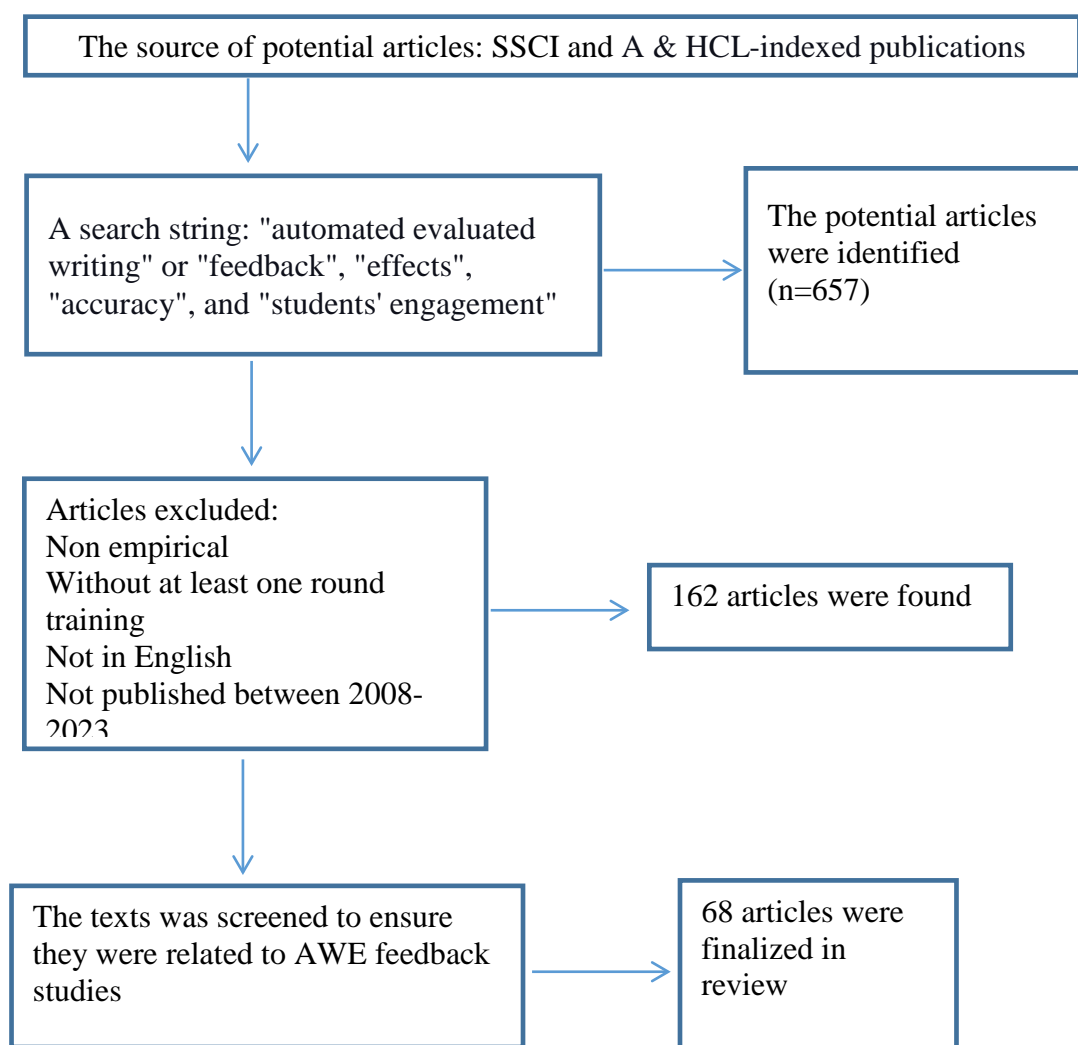 The source of potential articles: SSCI and A & HCL-indexed publications
A search string: "automated evaluated
writing" or "feedback", "effects",
"accuracy", and "students' engagement"
The potential articles
were identified
(n=657)
Articles excluded:
Non empirical
Without at least one round
training
Not in English
Not published between 2008-
2023
162 articles were found
The texts was screened to ensure
they were related to AWE feedback
studies
68 articles were
finalized in
review